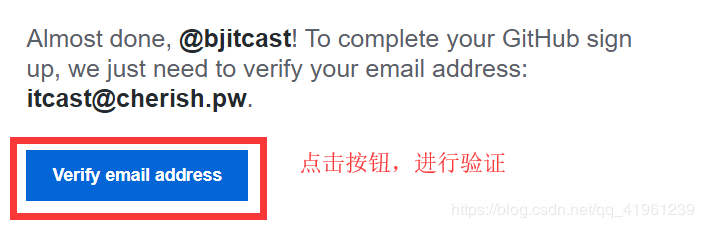 Almost done, @bjitcast! To complete your GitHub sign
up, we just need to verify your email address:
itcast@cherish.pw.
Verify email address
点击按钮，进行验证
https://blog.csdn.net/qq_41961239